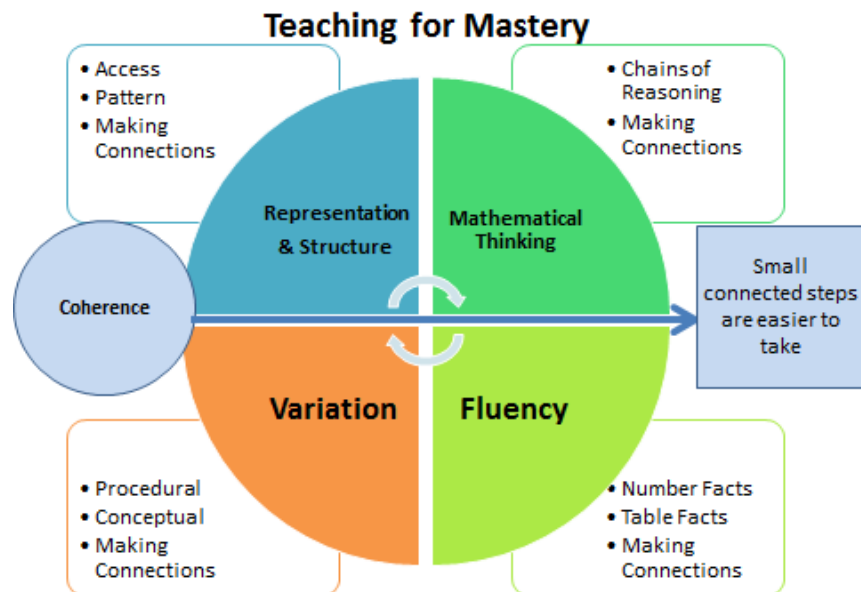 Teaching for Mastery
• Access
• Pattern
• Making
Connections
• Chains of
Reasoning
• Making
Connections
Representation
& Structure
Mathematical
Thinking
Coherence
Small
connected steps
are easier to
take
Variation
Fluency
• Procedural
• Conceptual
• Making
Connections
• Number Facts
• Table Facts
• Making
Connections